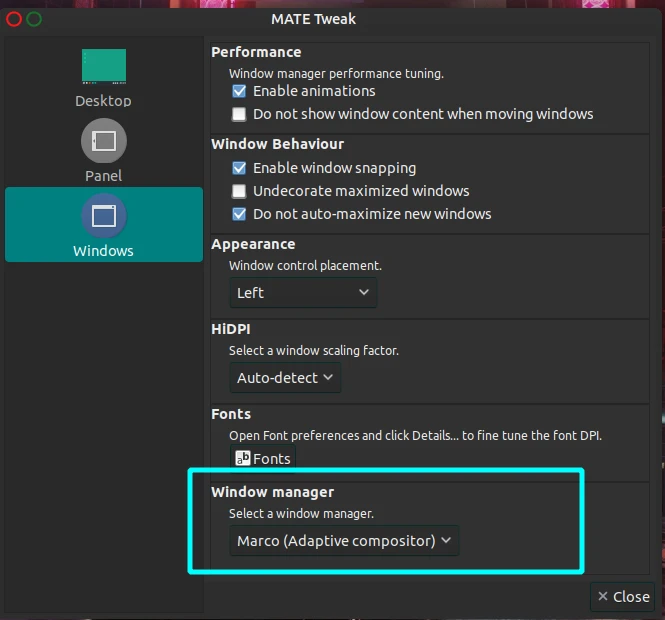 MATE Tweak
Desktop
Panel
Windows
Performance
Window manager performance tuning.
Enable animations
Do not show window content when moving windows
Window Behaviour
Enable window snapping
Undecorate maximized windows
Do not auto-maximize new windows
Appearance
Window control placement.
Left
HiDPI
Select a window scaling factor.
Auto-detect
Fonts
Open Font preferences and click Details... to fine tune the font DPI.
Fonts
Window manager
Select a window manager.
Marco (Adaptive compositor)
Close